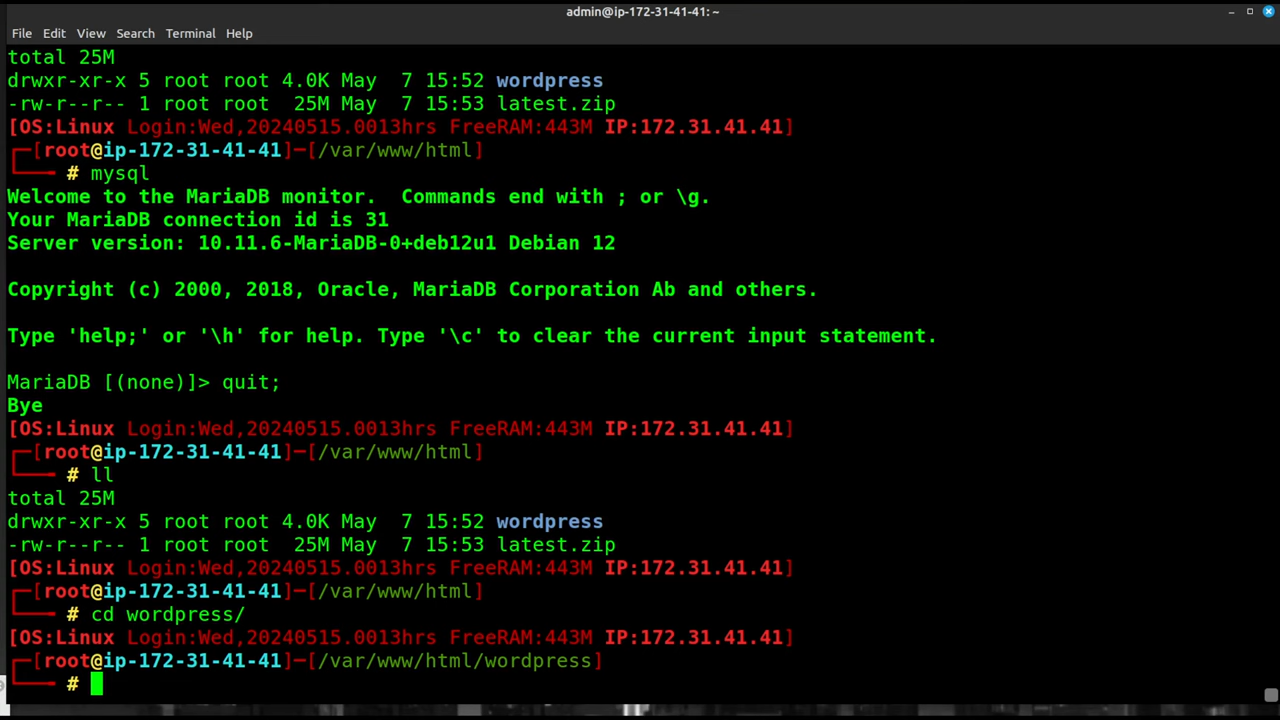 admin@ip-172-31-41-41: ~
File Edit View Search Terminal Help
total 25M
drwxr-xr-x 5 root root 4.0K May  7 15:52 wordpress
-rw-r--r-- 1 root root  25M May  7 15:53 latest.zip
[OS:Linux Login:Wed,20240515.0013hrs FreeRAM:443M IP:172.31.41.41]
┌─[root@ip-172-31-41-41]─[/var/www/html]
└──╼ # mysql
Welcome to the MariaDB monitor.  Commands end with ; or \g.
Your MariaDB connection id is 31
Server version: 10.11.6-MariaDB-0+deb12u1 Debian 12
Copyright (c) 2000, 2018, Oracle, MariaDB Corporation Ab and others.
Type 'help;' or '\h' for help. Type '\c' to clear the current input statement.
MariaDB [(none)]> quit;
Bye
[OS:Linux Login:Wed,20240515.0013hrs FreeRAM:443M IP:172.31.41.41]
┌─[root@ip-172-31-41-41]─[/var/www/html]
└──╼ # ll
total 25M
drwxr-xr-x 5 root root 4.0K May  7 15:52 wordpress
-rw-r--r-- 1 root root  25M May  7 15:53 latest.zip
[OS:Linux Login:Wed,20240515.0013hrs FreeRAM:443M IP:172.31.41.41]
┌─[root@ip-172-31-41-41]─[/var/www/html]
└──╼ # cd wordpress/
[OS:Linux Login:Wed,20240515.0013hrs FreeRAM:443M IP:172.31.41.41]
┌─[root@ip-172-31-41-41]─[/var/www/html/wordpress]
└──╼ #